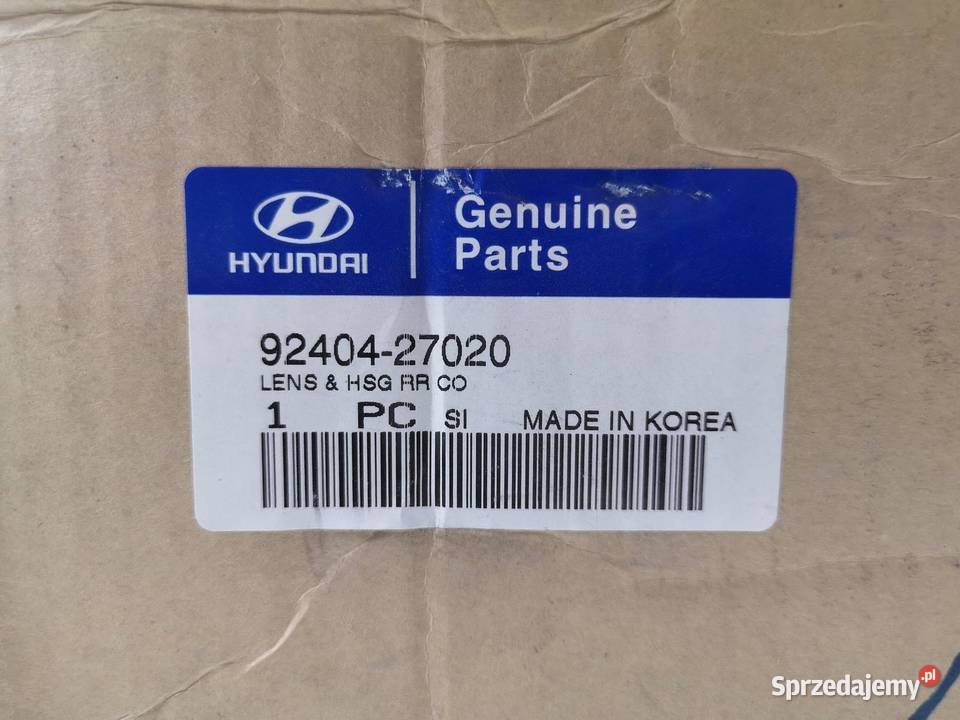 HYUNDAI
Genuine
Parts
92404-27020
LENS & HSG RR CO
1 PC SI MADE IN KOREA
Sprzedajemy.pl